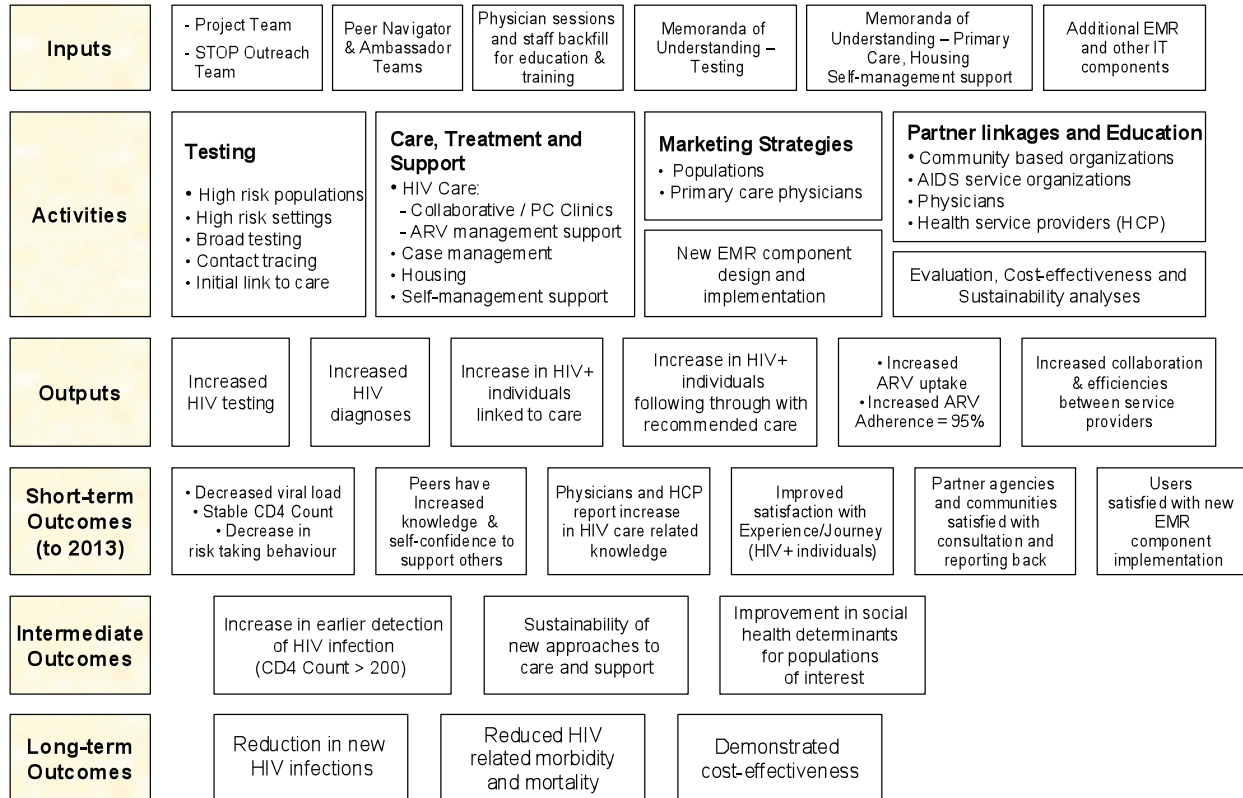 Inputs
- Project Team
- STOP Outreach
Team
Peer Navigator
& Ambassador
Teams
Physician sessions
and staff backfill
for education &
training
Memoranda of
Understanding –
Testing
Memoranda of
Understanding – Primary
Care, Housing
Self-management support
Additional EMR
and other IT
components
Activities
Testing
• High risk populations
• High risk settings
• Broad testing
• Contact tracing
• Initial link to care
Care, Treatment and
Support
• HIV Care:
- Collaborative / PC Clinics
- ARV management support
• Case management
• Housing
• Self-management support
Marketing Strategies
• Populations
• Primary care physicians
New EMR component
design and
implementation
Partner linkages and Education
• Community based organizations
• AIDS service organizations
• Physicians
• Health service providers (HCP)
Evaluation, Cost-effectiveness and
Sustainability analyses
Outputs
Increased
HIV testing
Increased
HIV
diagnoses
Increase in HIV+
individuals
linked to care
Increase in HIV+
individuals
following through with
recommended care
• Increased
ARV uptake
• Increased ARV
Adherence = 95%
Increased collaboration
& efficiencies
between service
providers
Short-term
Outcomes
(to 2013)
• Decreased viral load
• Stable CD4 Count
• Decrease in
risk taking behaviour
Peers have
Increased
knowledge &
self-confidence to
support others
Physicians and HCP
report increase
in HIV care related
knowledge
Improved
satisfaction with
Experience/Journey
(HIV+ individuals)
Partner agencies
and communities
satisfied with
consultation and
reporting back
Users
satisfied with new
EMR
component
implementation
Intermediate
Outcomes
Increase in earlier detection
of HIV infection
(CD4 Count > 200)
Sustainability of
new approaches to
care and support
Improvement in social
health determinants
for populations
of interest
Long-term
Outcomes
Reduction in new
HIV infections
Reduced HIV
related morbidity
and mortality
Demonstrated
cost-effectiveness